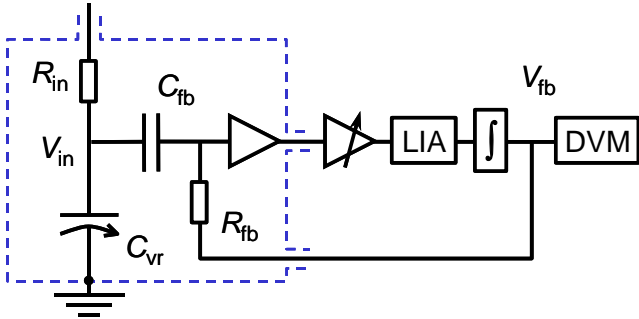 R_in
C_fb
V_fb
V_in
LIA
∫
DVM
R_fb
C_vr